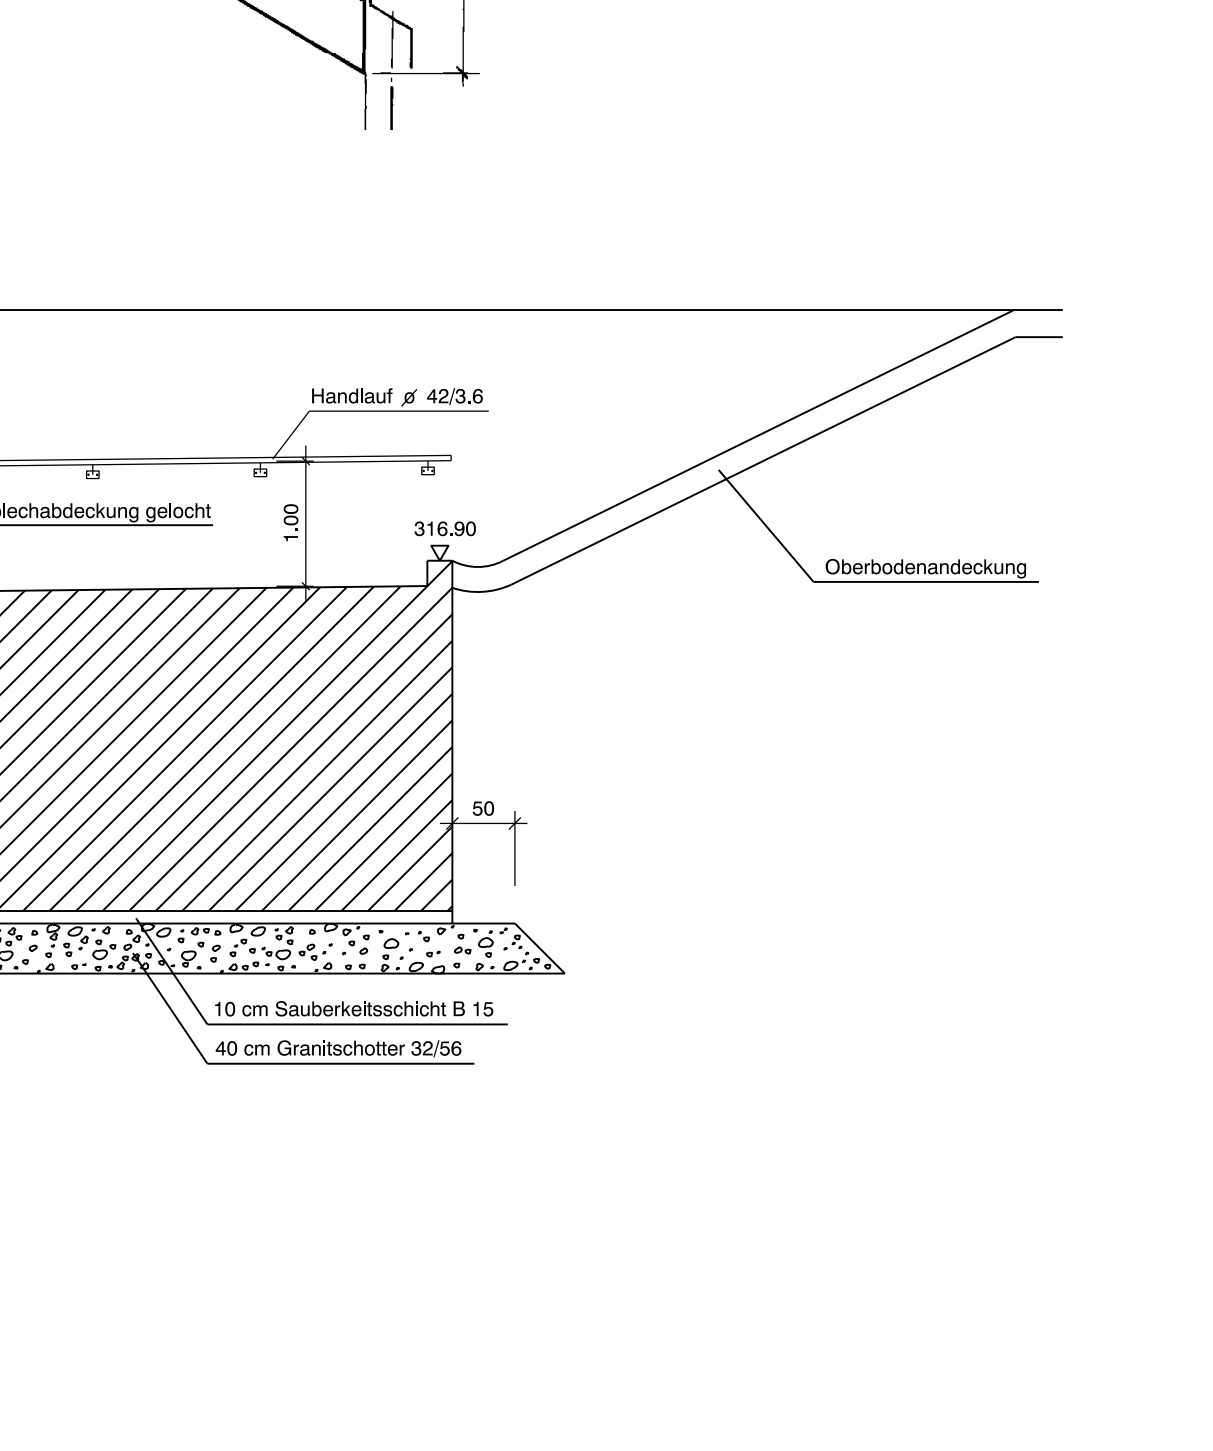 Handlauf ø 42/3.6
lechabdeckung gelocht
1.00
316.90
Oberbodenandeckung
50
10 cm Sauberkeitsschicht B 15
40 cm Granitschotter 32/56